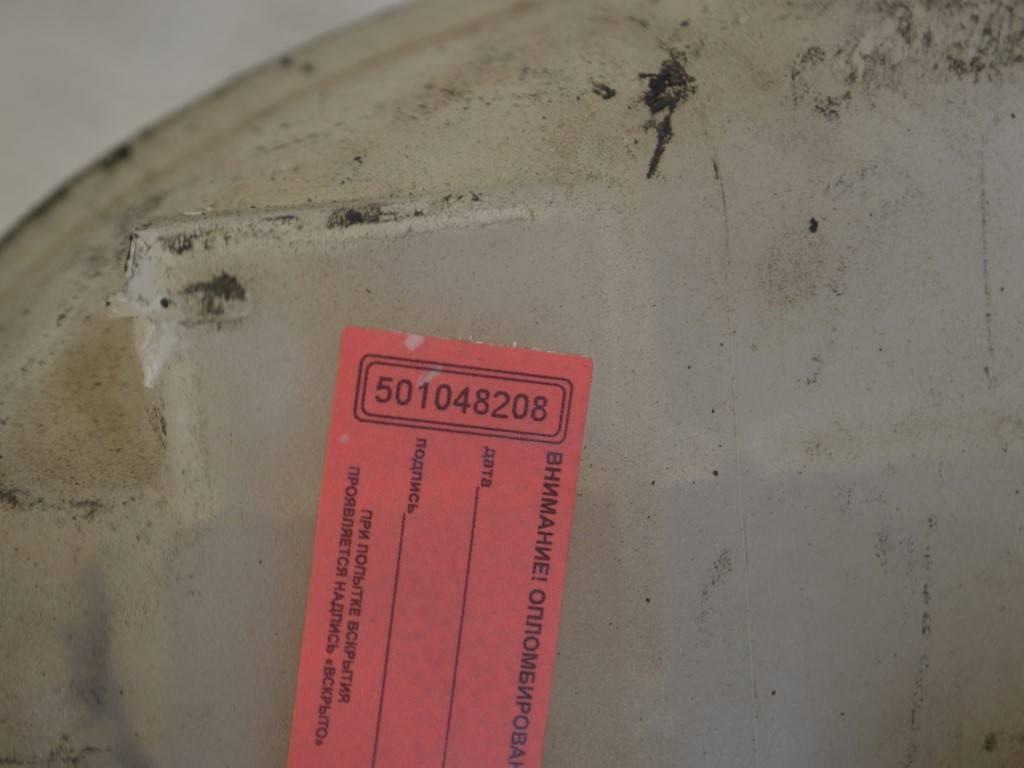 501048208
ВНИМАНИЕ! ОПЛОМБИРОВАН
дата
подпись
ПРИ ПОПЫТКЕ ВСКРЫТИЯ
ПРОЯВЛЯЕТСЯ НАДПИСЬ «ВСКРЫТО»